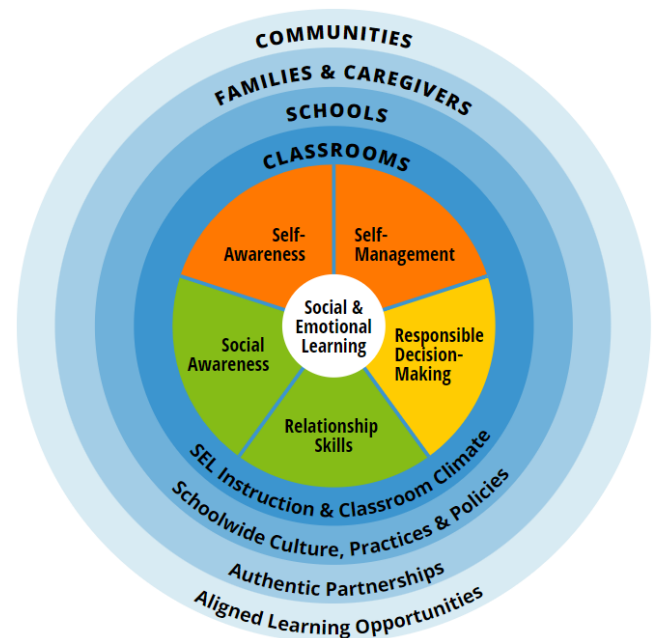 COMMUNITIES
FAMILIES & CAREGIVERS
SCHOOLS
CLASSROOMS
Self-
Awareness
Self-
Management
Social &
Emotional
Learning
Social
Awareness
Responsible
Decision-
Making
Relationship
Skills
SEL Instruction & Classroom Climate
Schoolwide Culture, Practices & Policies
Authentic Partnerships
Aligned Learning Opportunities